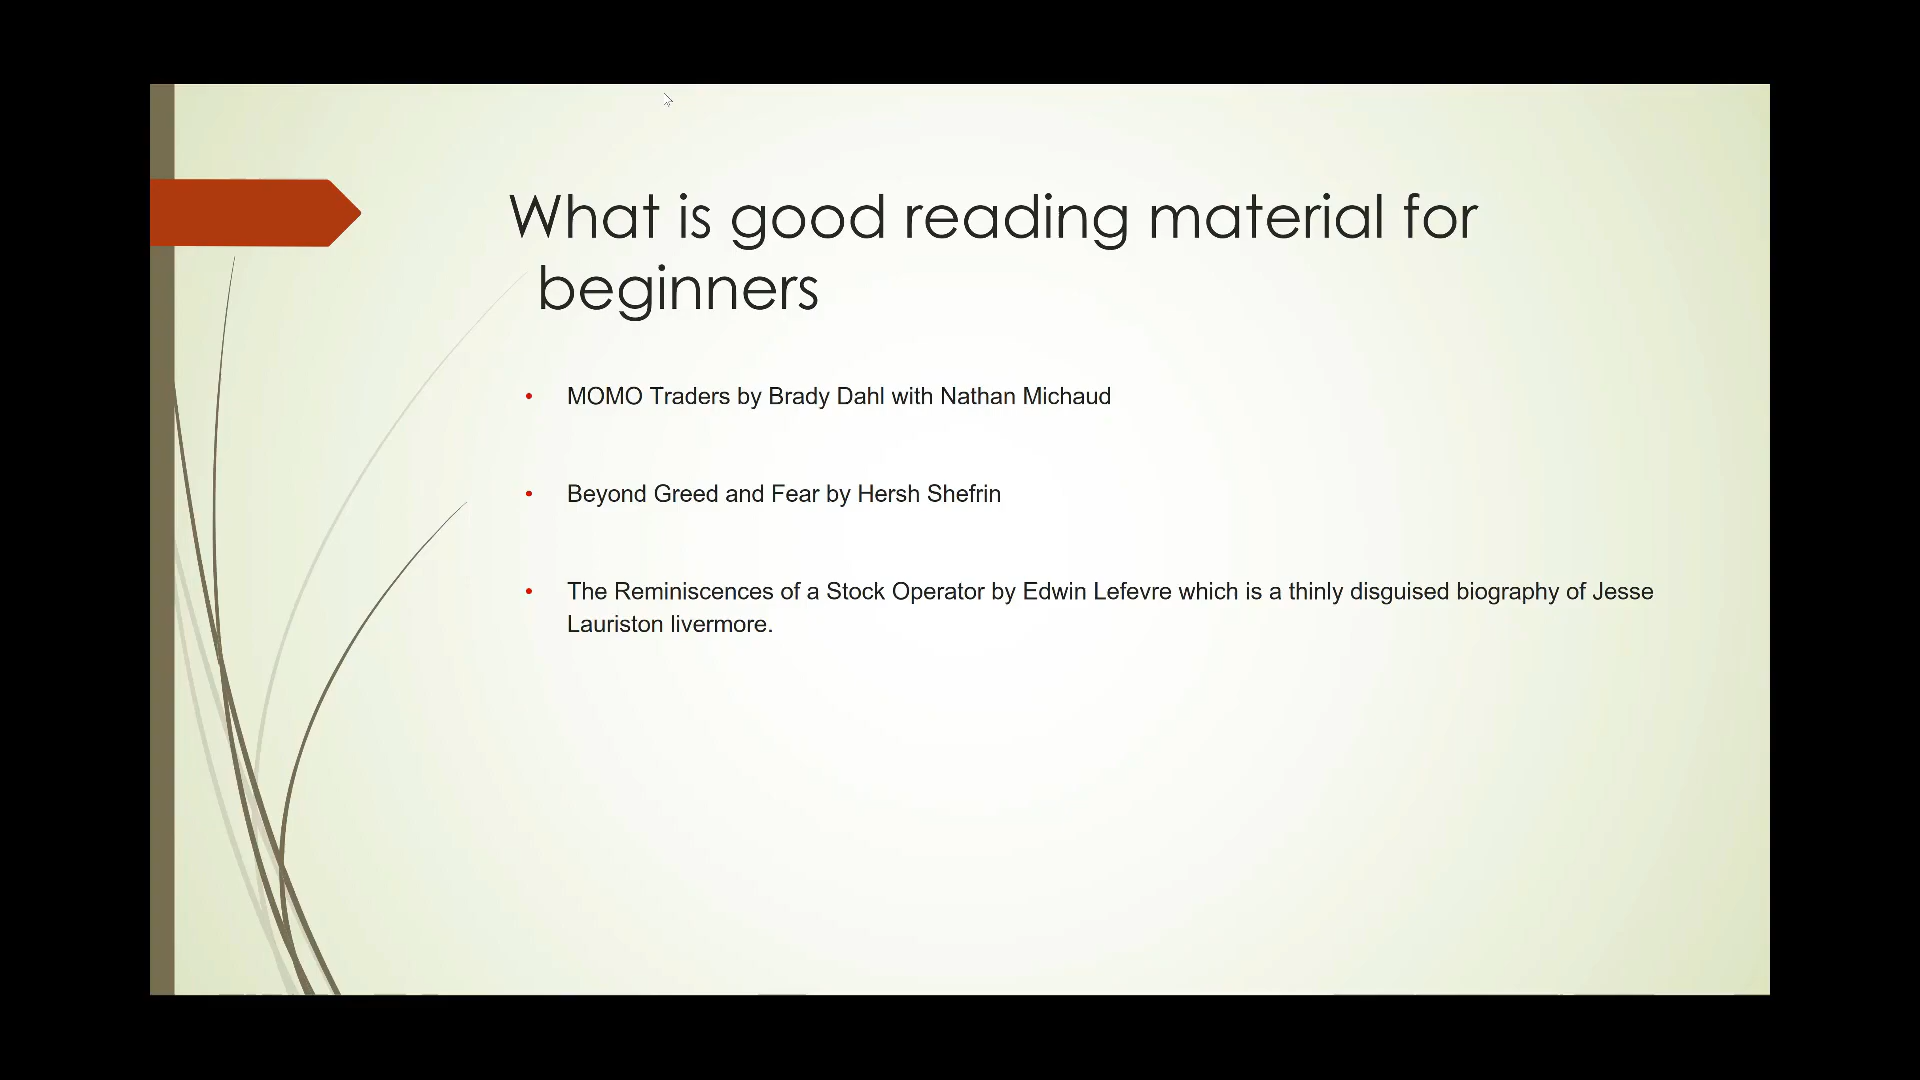 What is good reading material for
beginners
• MOMO Traders by Brady Dahl with Nathan Michaud
• Beyond Greed and Fear by Hersh Shefrin
• The Reminiscences of a Stock Operator by Edwin Lefevre which is a thinly disguised biography of Jesse
Lauriston livermore.